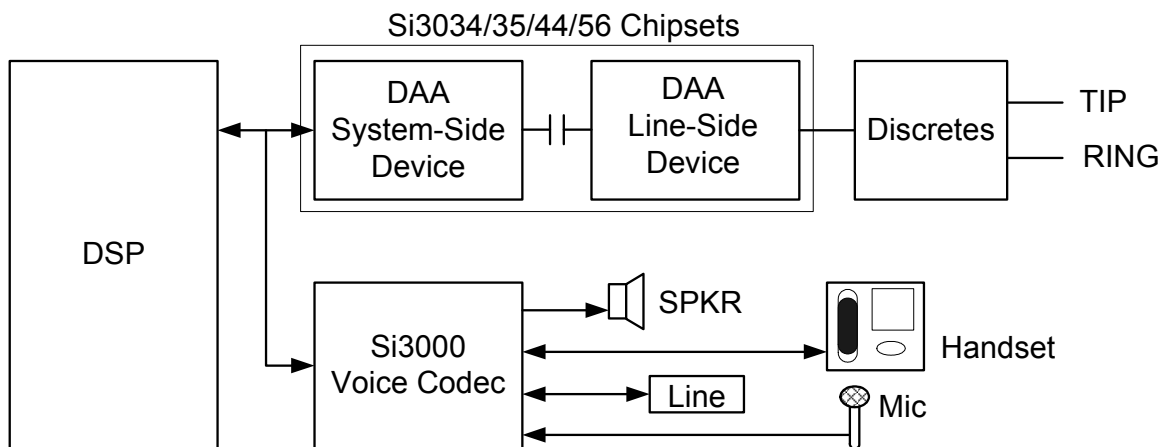 Si3034/35/44/56 Chipsets
DSP
DAA
System-Side
Device
DAA
Line-Side
Device
Discretes
TIP
RING
Si3000
Voice Codec
SPKR
Handset
Line
Mic